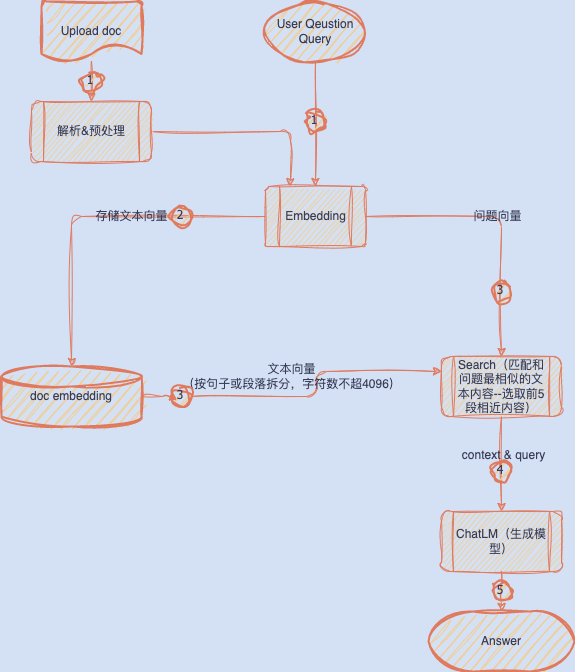 Upload doc
User Qeustion
Query
1
1
解析&预处理
存储文本向量
2
Embedding
问题向量
3
文本向量
（按句子或段落拆分，字符数不超4096）
doc embedding
3
Search（匹配和
问题最相似的文
本内容--选取前5
段相近内容）
context & query
4
ChatLM（生成模
型）
5
Answer